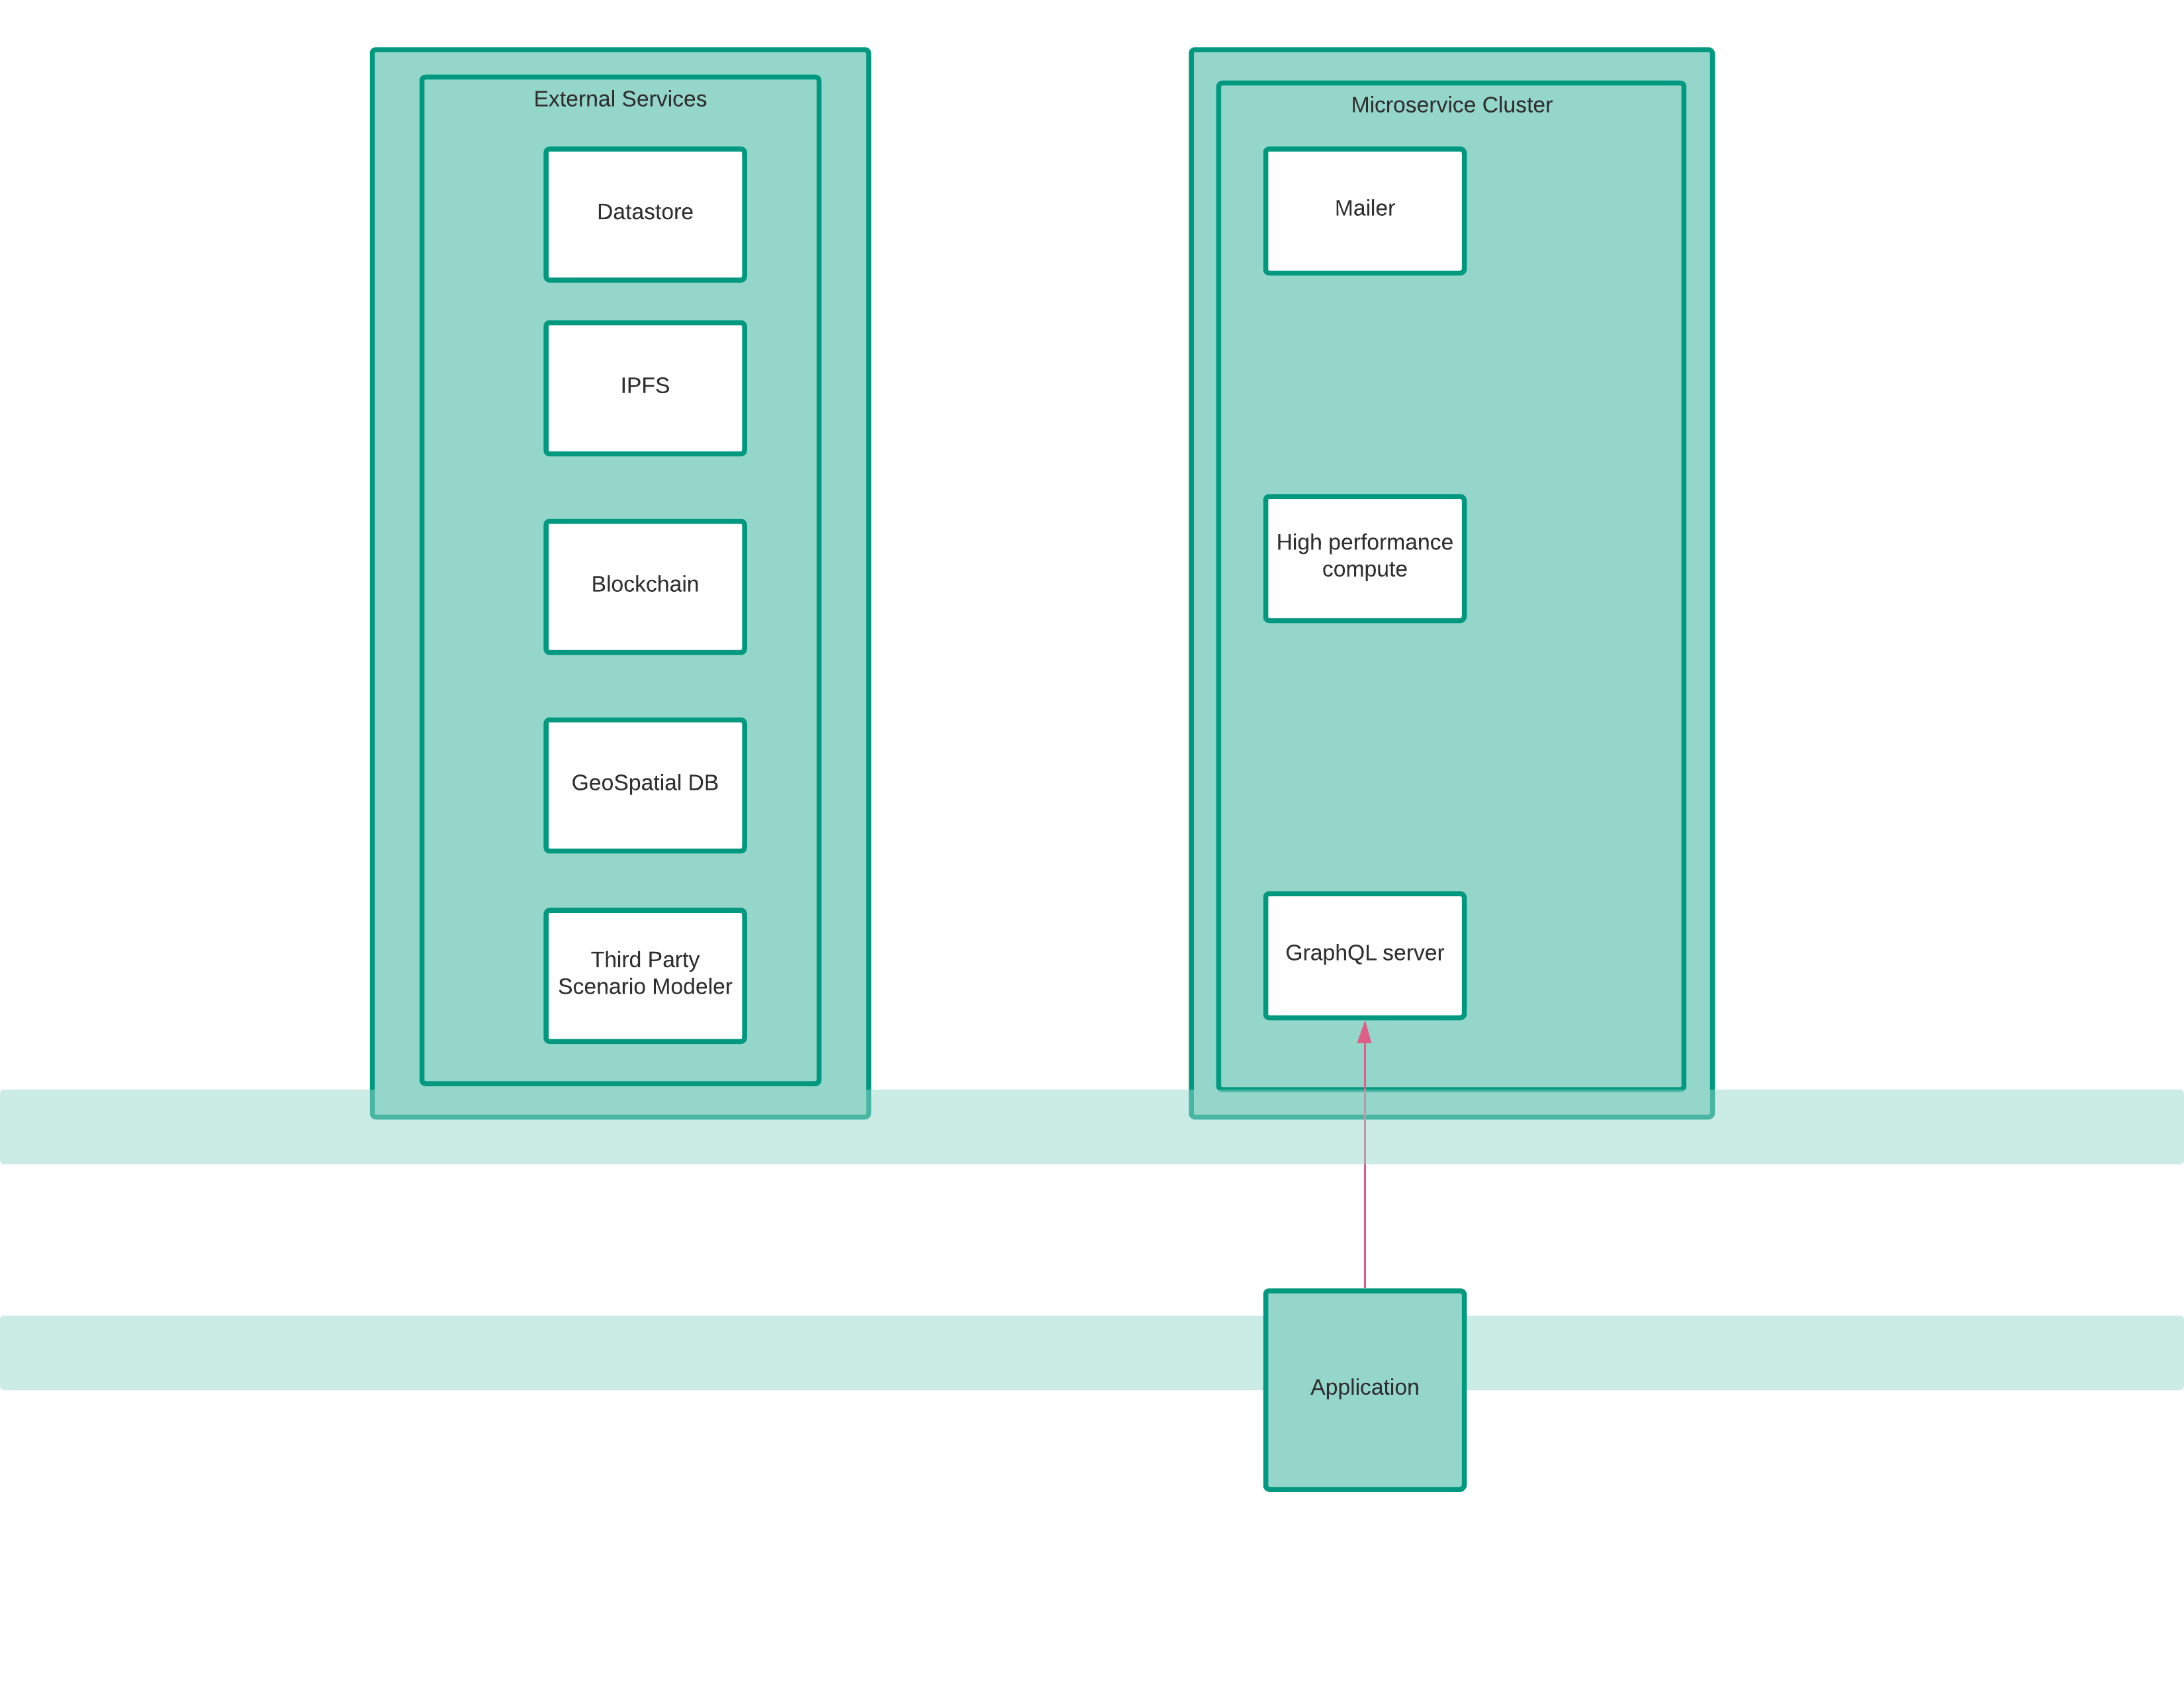 External Services
Datastore
IPFS
Blockchain
GeoSpatial DB
Third Party
Scenario Modeler
Microservice Cluster
Mailer
High performance
compute
GraphQL server
Application